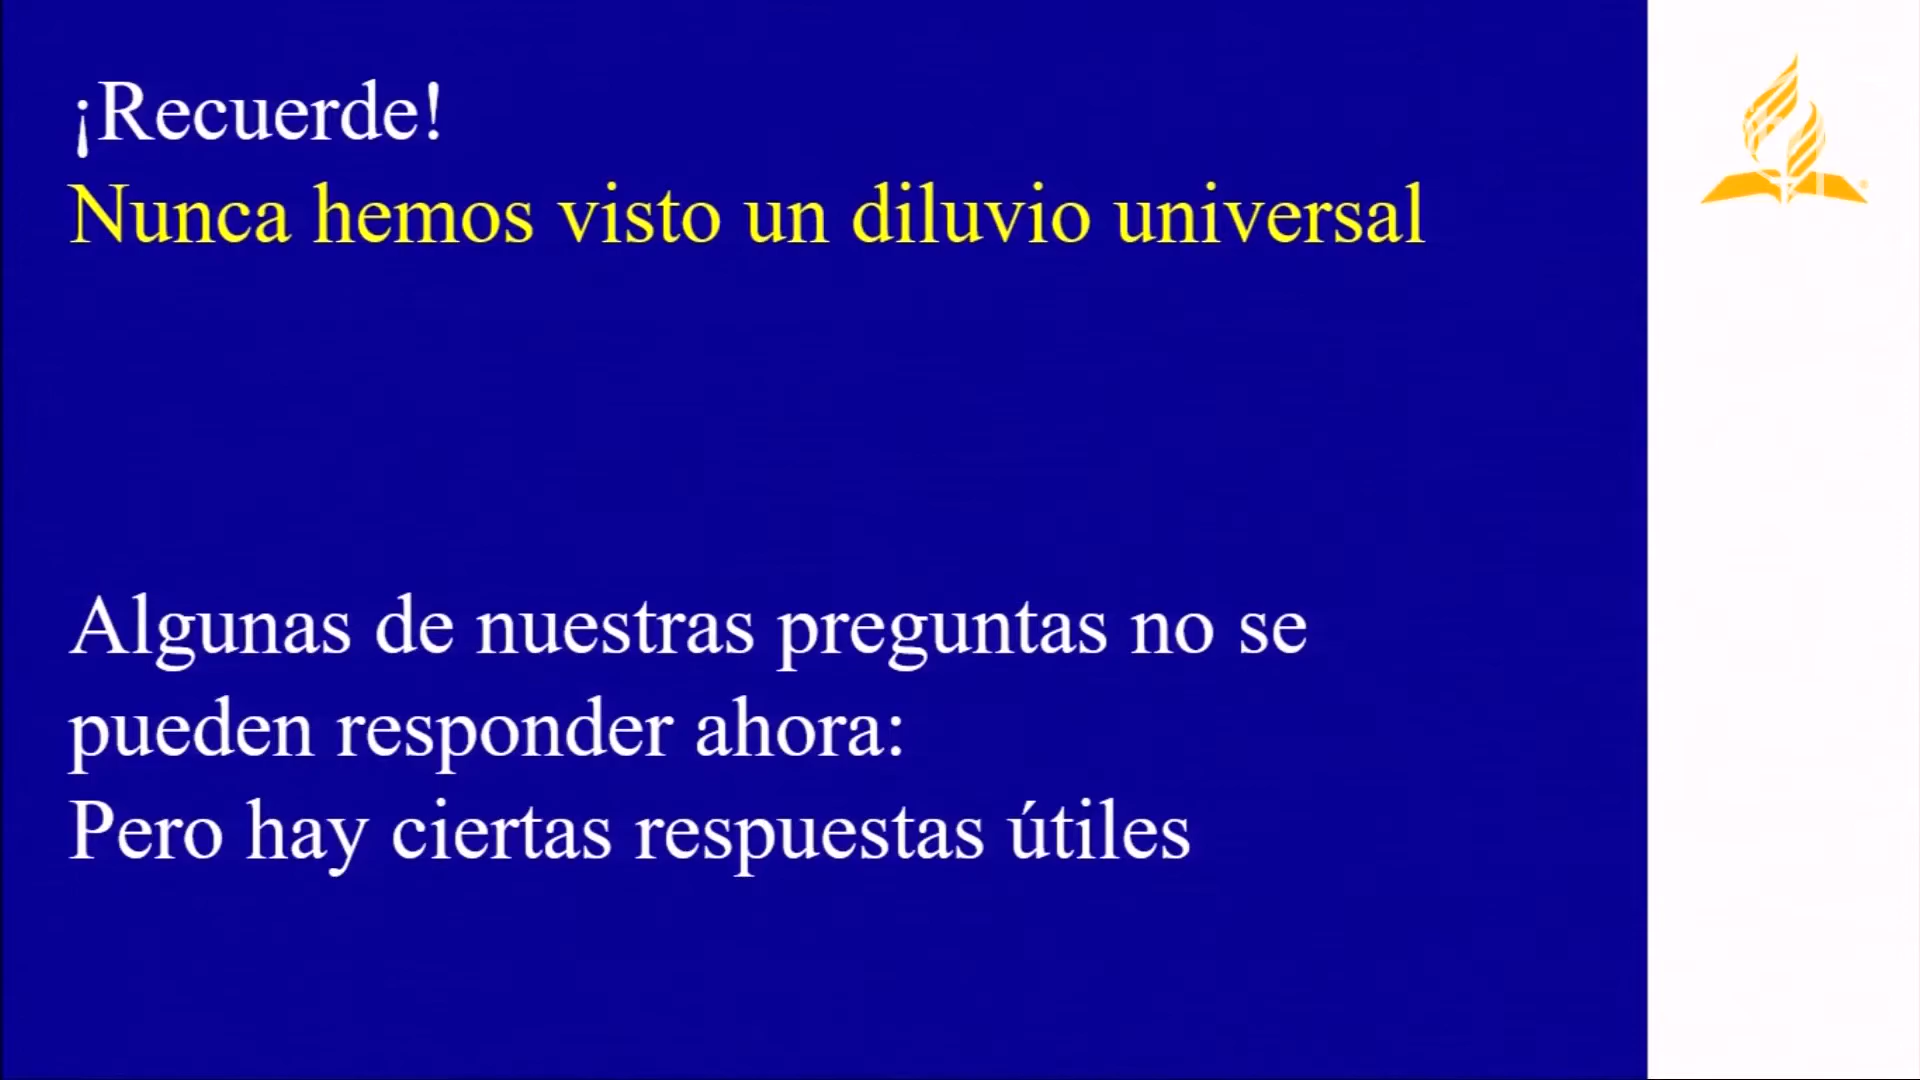 ¡Recuerde!
Nunca hemos visto un diluvio universal
Algunas de nuestras preguntas no se
pueden responder ahora:
Pero hay ciertas respuestas útiles